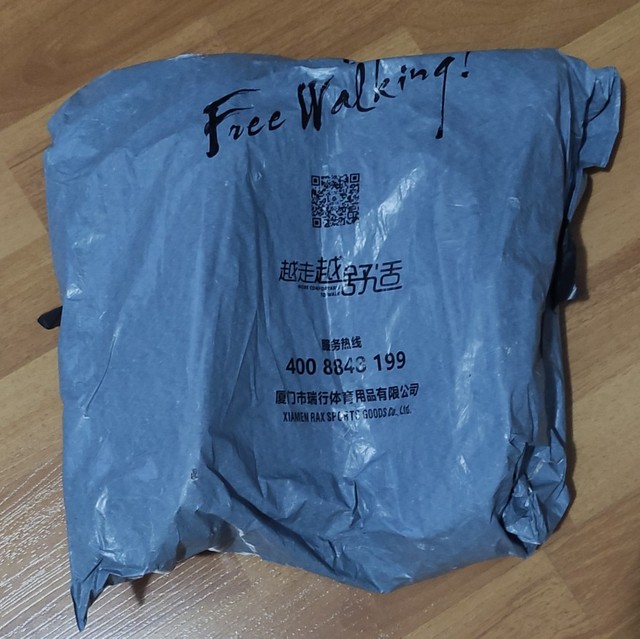 Free Walking!
越走越舒适
服务热线
400 8848 199
厦门市瑞行体育用品有限公司
XIAMEN RAX SPORTS GOODS Co., Ltd.